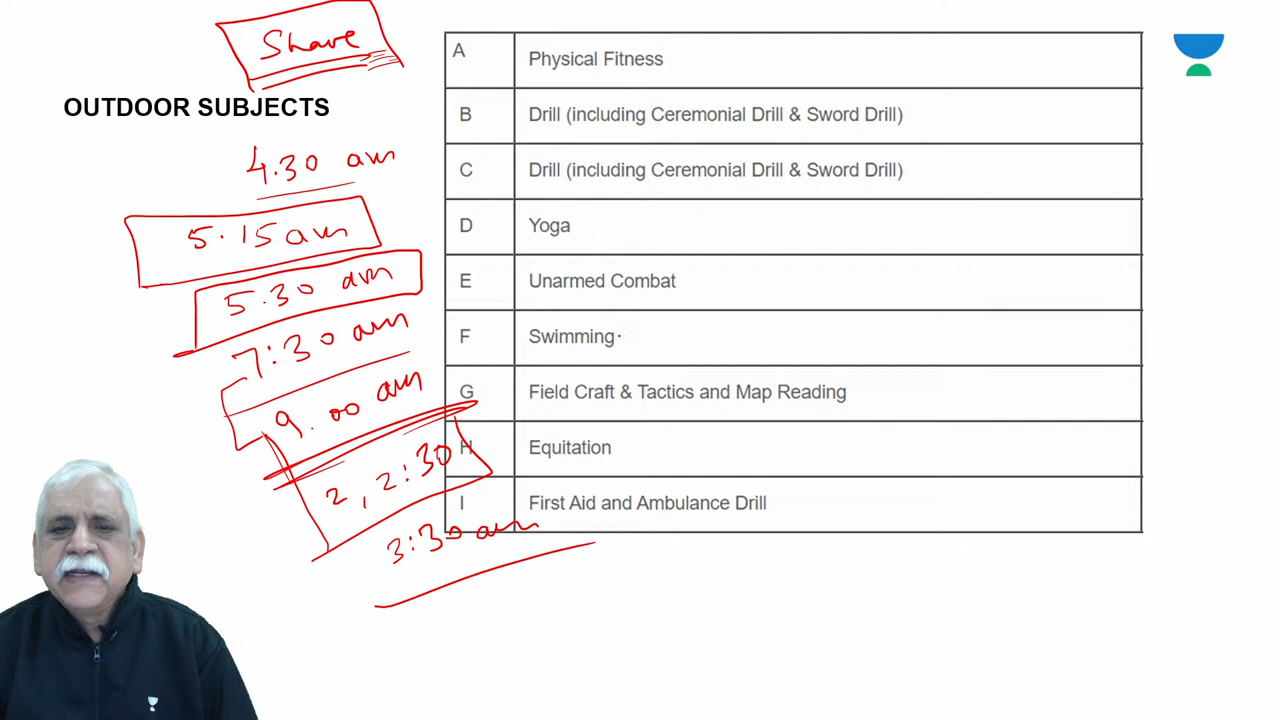 Shave
OUTDOOR SUBJECTS
4.30 am
5.15 am
5.30 am
7:30 am
9.00 am
2, 2:30
3:30 am
A Physical Fitness
B Drill (including Ceremonial Drill & Sword Drill)
C Drill (including Ceremonial Drill & Sword Drill)
D Yoga
E Unarmed Combat
F Swimming
G Field Craft & Tactics and Map Reading
H Equitation
I First Aid and Ambulance Drill